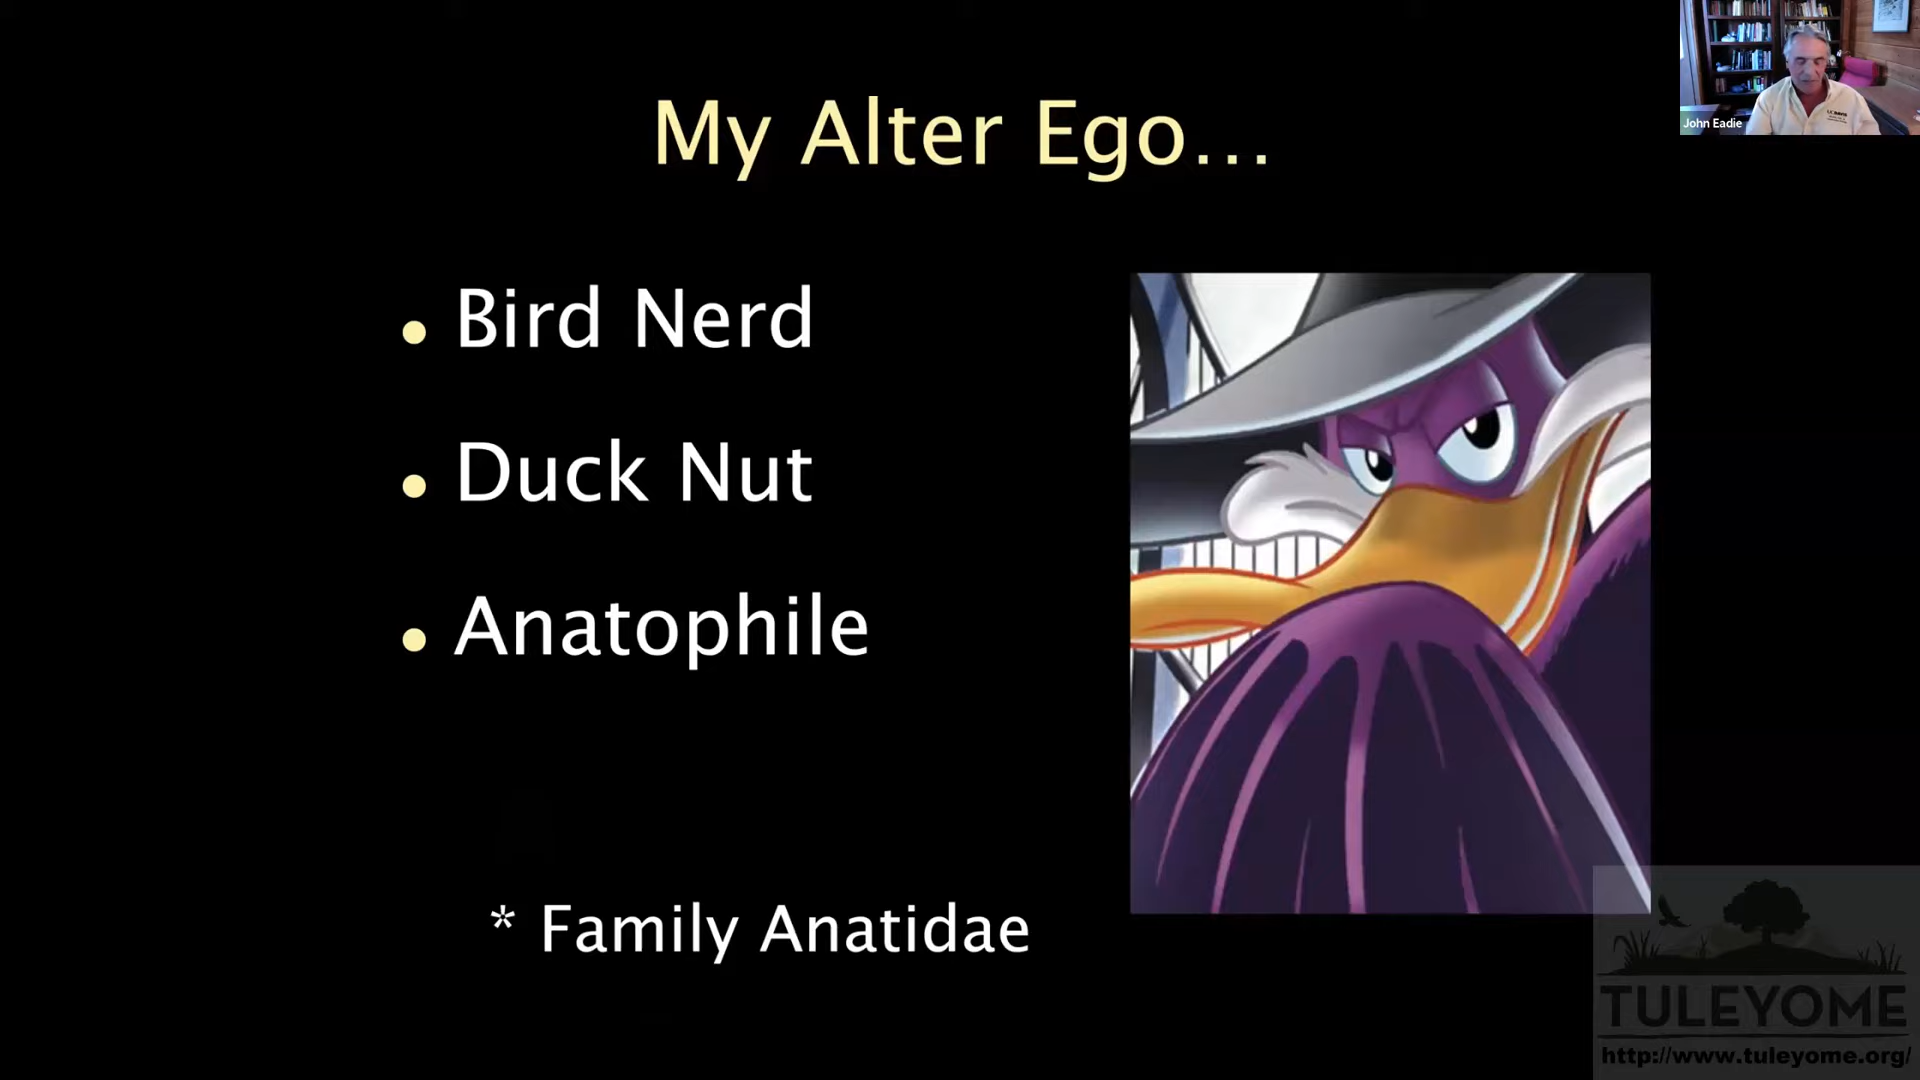 My Alter Ego...
• Bird Nerd
• Duck Nut
• Anatophile
* Family Anatidae
John Eadie
TULEYOME
http://www.tuleyome.org/